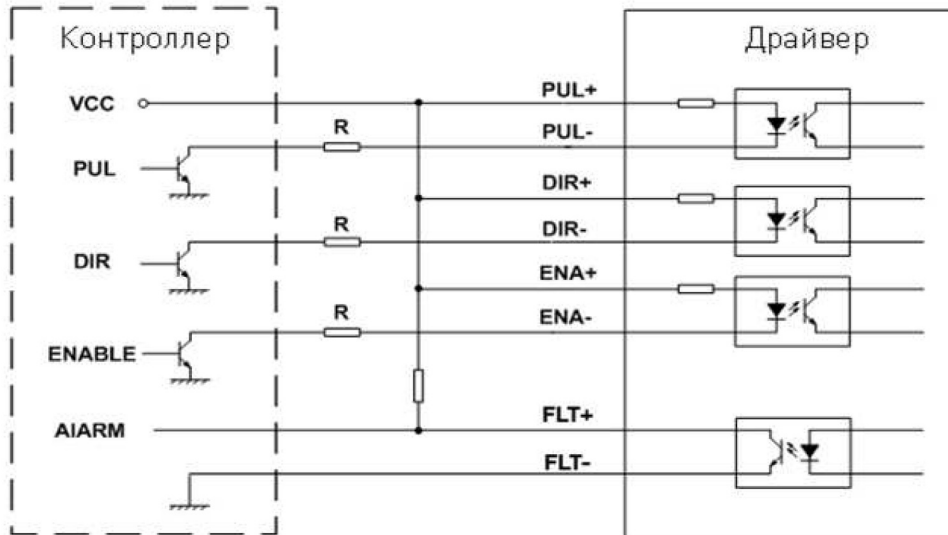 Контроллер
Драйвер
VCC
PUL+
R
PUL-
PUL
DIR+
R
DIR-
DIR
ENA+
R
ENA-
ENABLE
FLT+
AIARM
FLT-